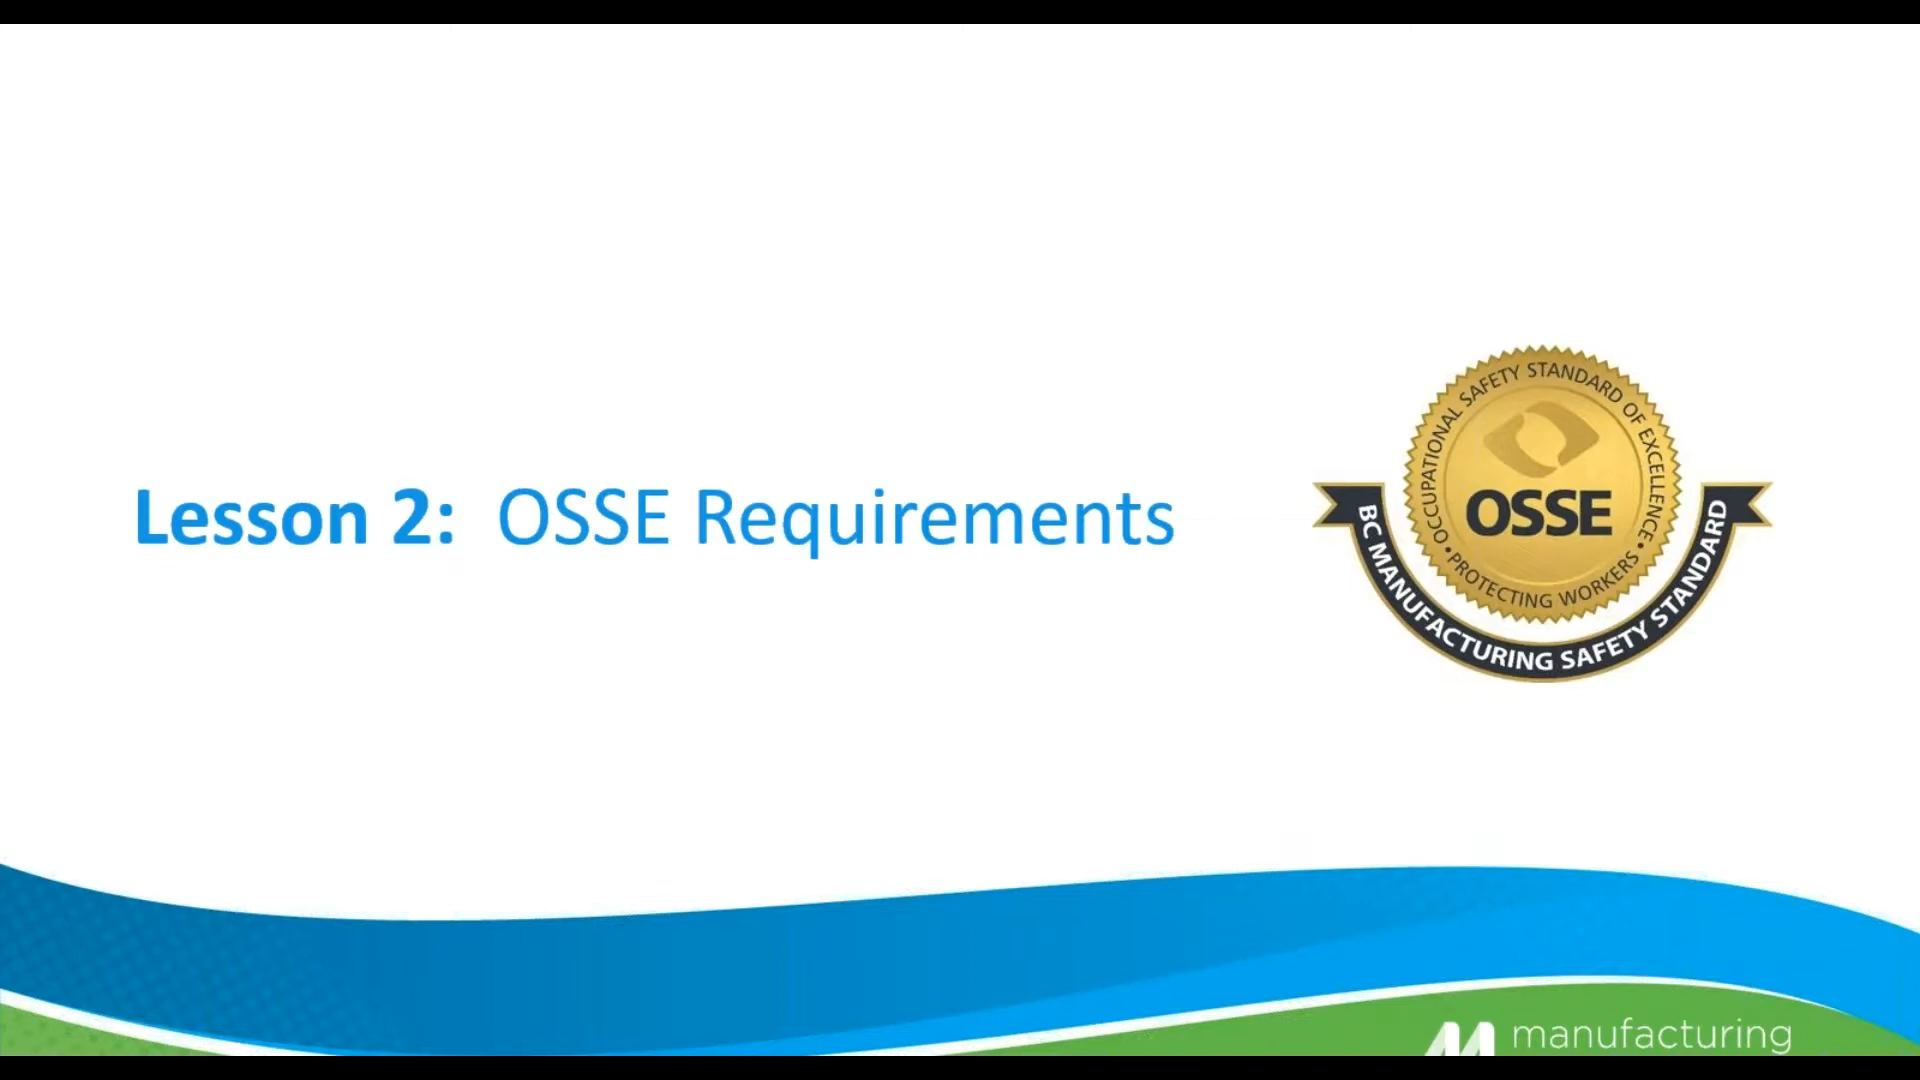 Lesson 2: OSSE Requirements
OCCUPATIONAL SAFETY STANDARD OF EXCELLENCE
OSSE
• PROTECTING WORKERS •
BC MANUFACTURING SAFETY STANDARD
manufacturing